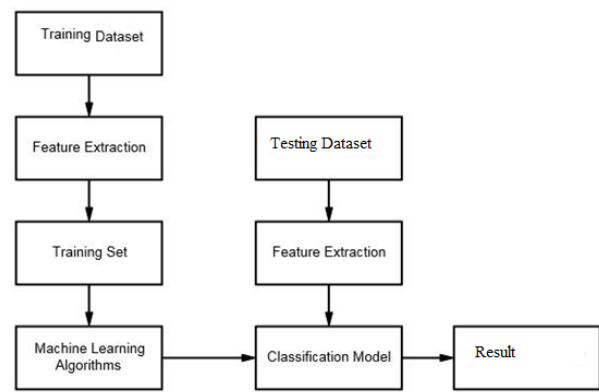 Training Dataset
Feature Extraction
Training Set
Machine Learning
Algorithms
Testing Dataset
Feature Extraction
Classification Model
Result